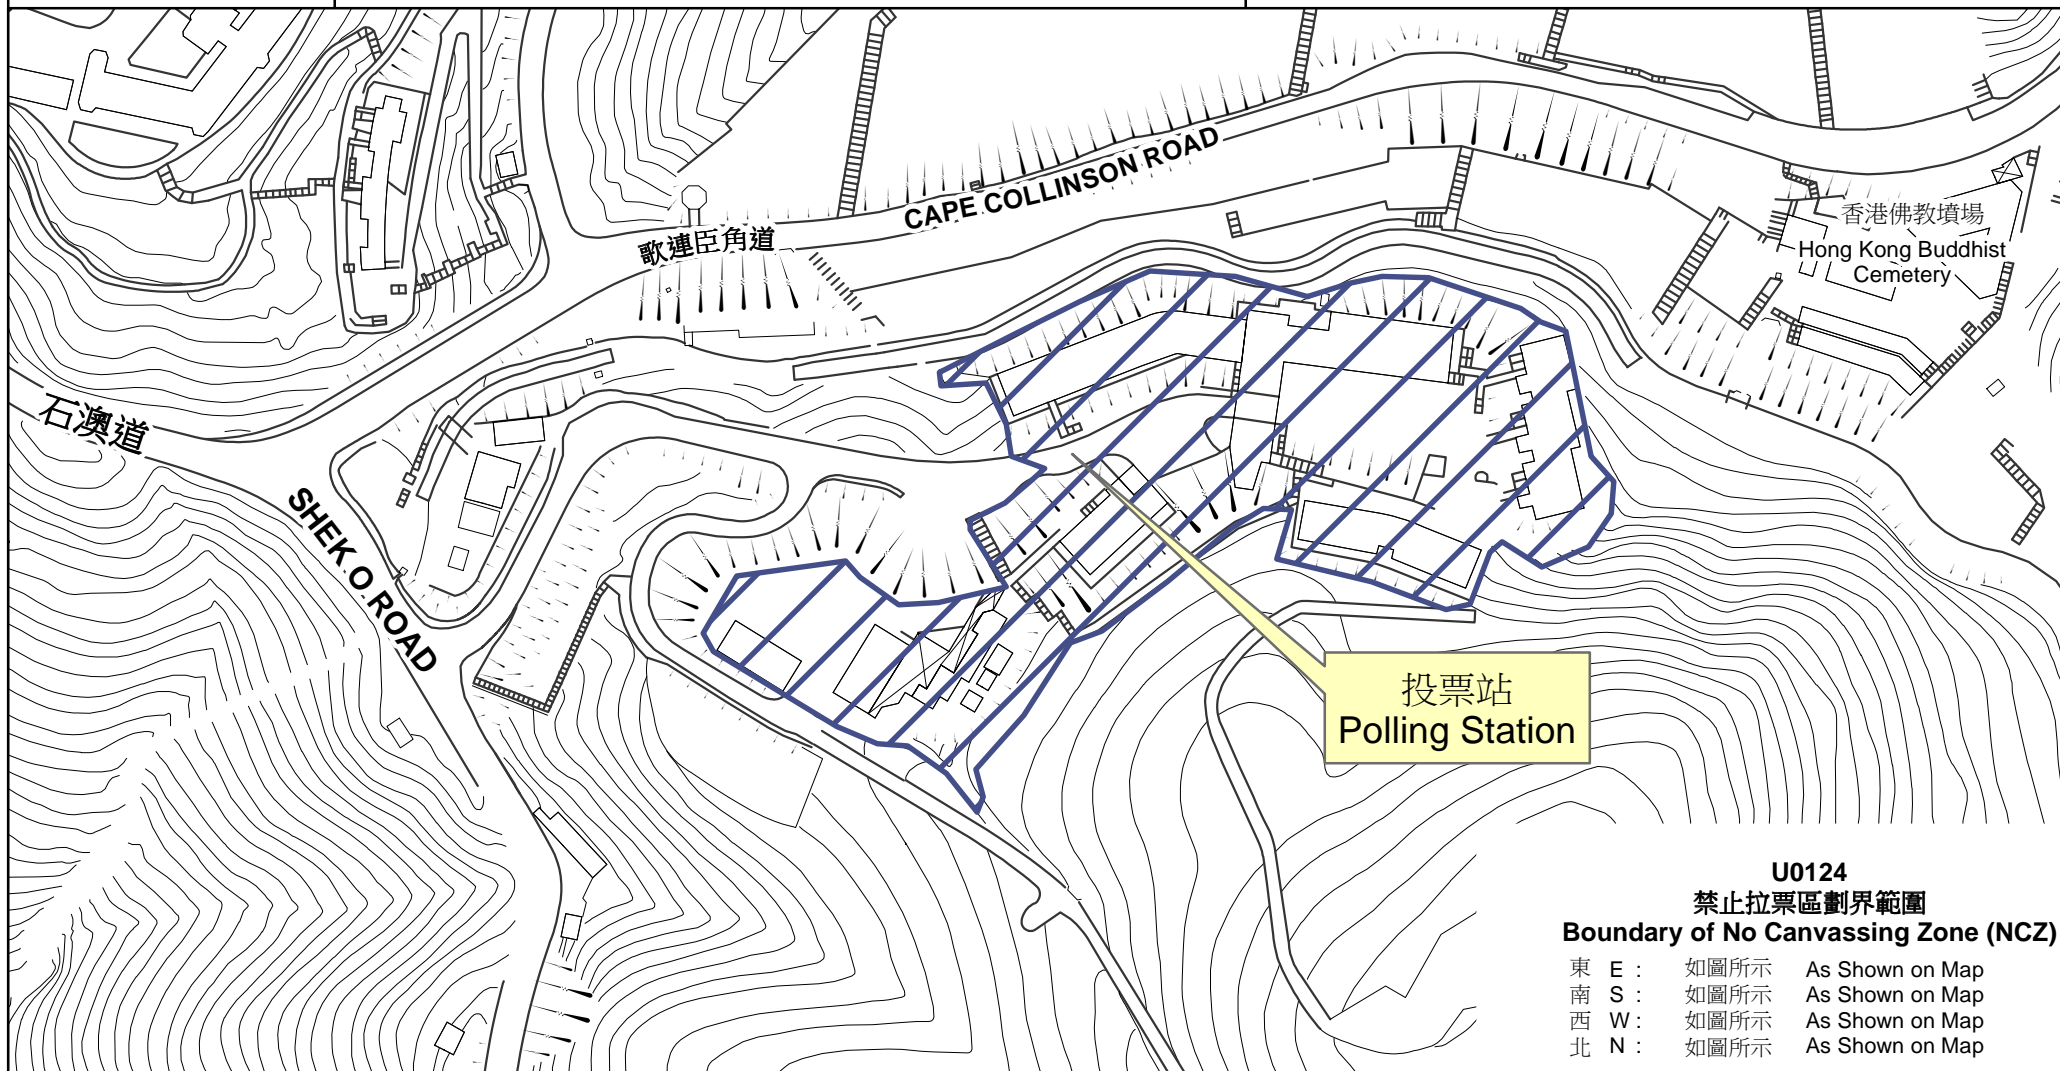 CAPE COLLINSON ROAD
歌連臣角道
香港佛教墳場
Hong Kong Buddhist
Cemetery
石澳道
SHEK O ROAD
投票站
Polling Station
U0124
禁止拉票區劃界範圍
Boundary of No Canvassing Zone (NCZ)
東 E : 如圖所示 As Shown on Map
南 S : 如圖所示 As Shown on Map
西 W : 如圖所示 As Shown on Map
北 N : 如圖所示 As Shown on Map